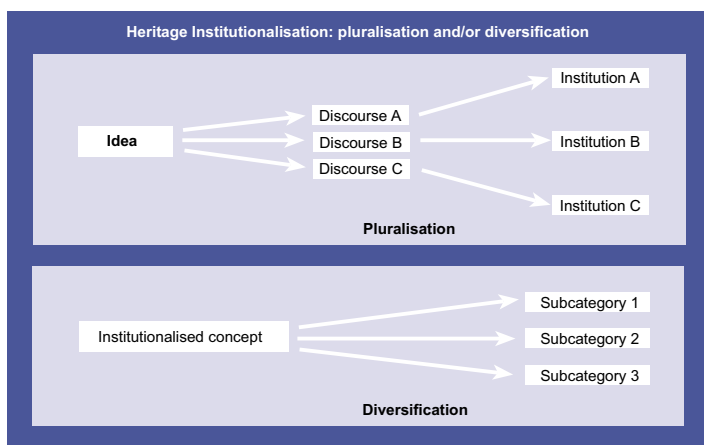 Heritage Institutionalisation: pluralisation and/or diversification
Idea
Discourse A
Discourse B
Discourse C
Institution A
Institution B
Institution C
Pluralisation
Institutionalised concept
Subcategory 1
Subcategory 2
Subcategory 3
Diversification